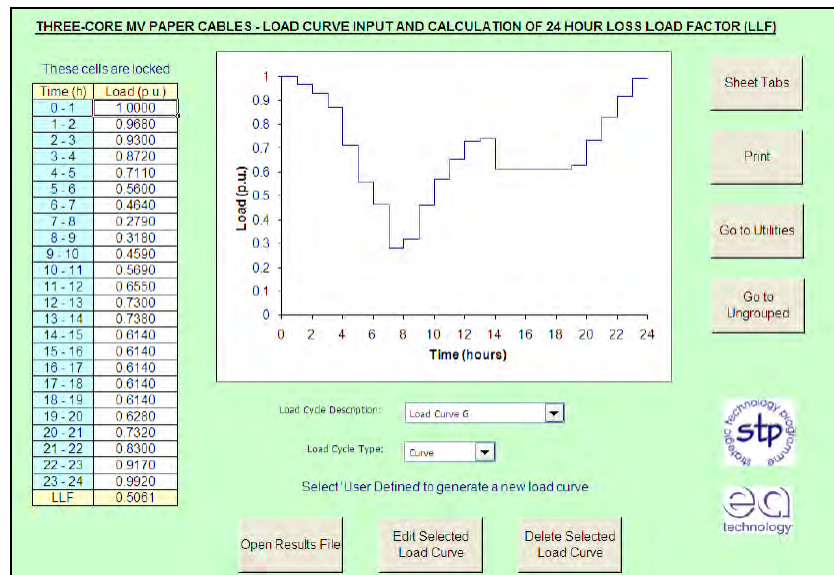 THREE-CORE MV PAPER CABLES - LOAD CURVE INPUT AND CALCULATION OF 24 HOUR LOSS LOAD FACTOR (LLF)
These cells are locked
Time (h) Load (p.u.)
0 - 1 1.0000
1 - 2 0.9680
2 - 3 0.9300
3 - 4 0.8720
4 - 5 0.7110
5 - 6 0.5600
6 - 7 0.4640
7 - 8 0.2790
8 - 9 0.3180
9 - 10 0.4590
10 - 11 0.5690
11 - 12 0.6550
12 - 13 0.7300
13 - 14 0.7380
14 - 15 0.6140
15 - 16 0.6140
16 - 17 0.6140
17 - 18 0.6140
18 - 19 0.6140
19 - 20 0.6280
20 - 21 0.7320
21 - 22 0.8300
22 - 23 0.9170
23 - 24 0.9920
LLF 0.5061
Load (p.u.)
1
0.9
0.8
0.7
0.6
0.5
0.4
0.3
0.2
0.1
0
0 2 4 6 8 10 12 14 16 18 20 22 24
Time (hours)
Sheet Tabs
Print
Go to Utilities
Go to
Ungrouped
Load Cycle Description: Load Curve G
Load Cycle Type: Curve
Select 'User Defined' to generate a new load curve
Open Results File
Edit Selected
Load Curve
Delete Selected
Load Curve
strategic technology programme
stp
ea
technology